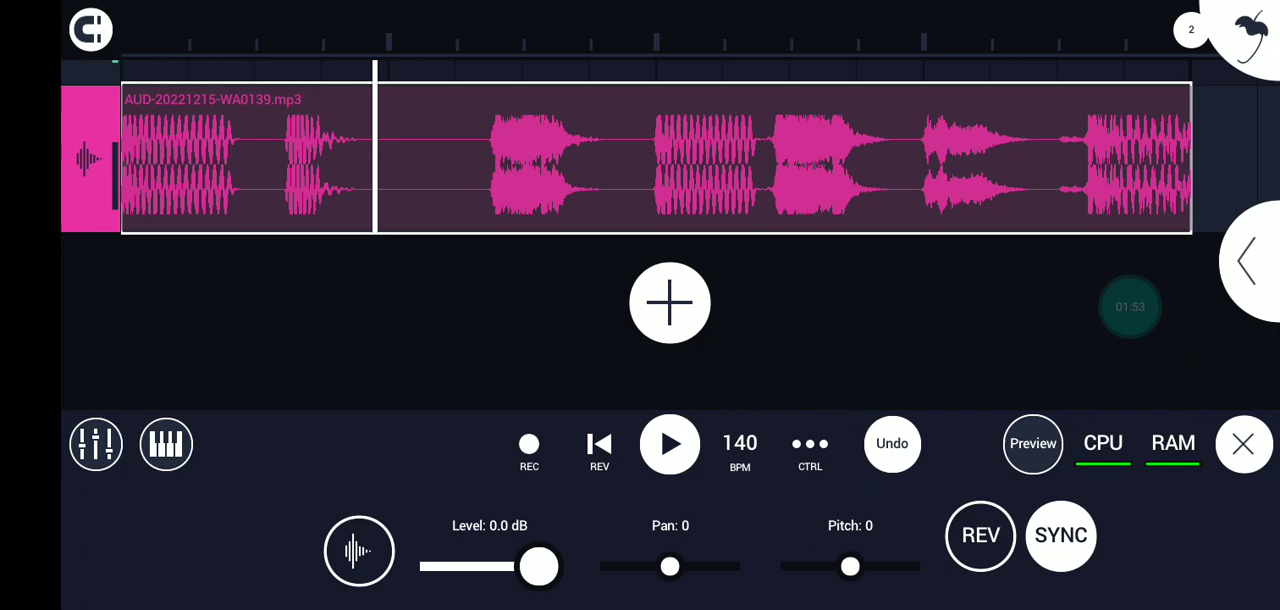 2
AUD-20221215-WA0139.mp3
01:53
REC
REV
140
BPM
CTRL
Undo
Preview
CPU
RAM
Level: 0.0 dB
Pan: 0
Pitch: 0
REV
SYNC